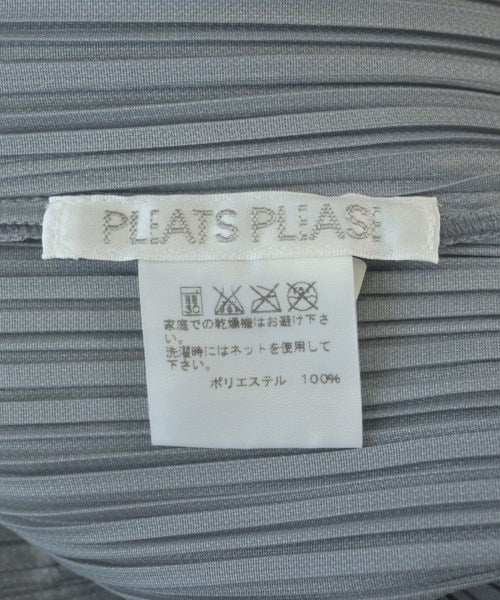 PLEATS PLEASE
家庭での乾燥機はお避け下さい。
洗濯時にはネットを使用して
下さい。
ポリエステル 100%